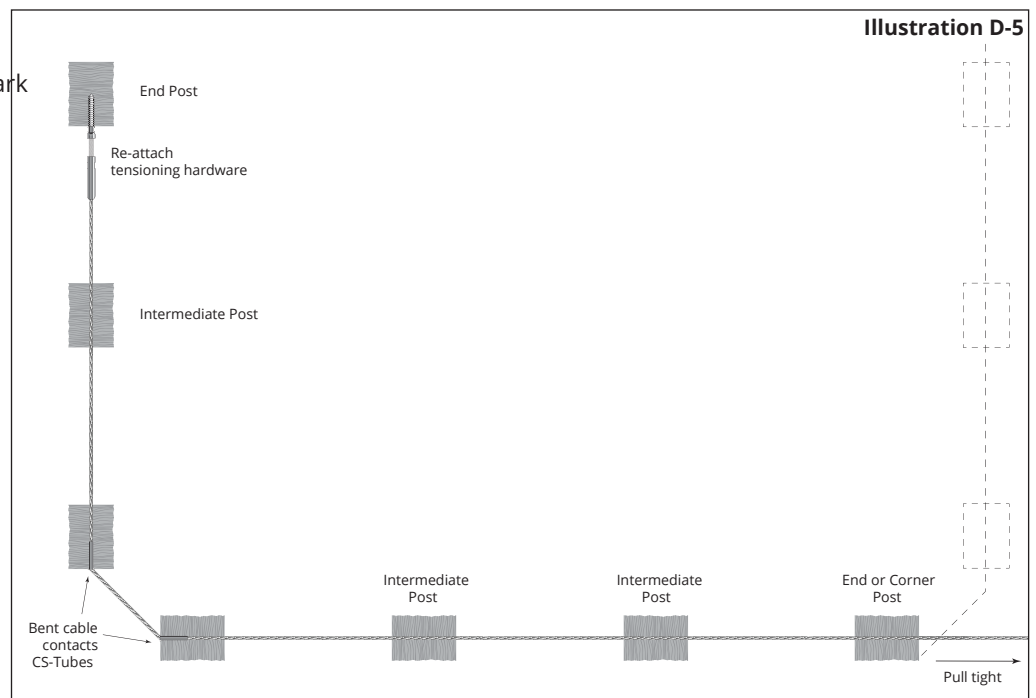 Illustration D-5
ark
End Post
Re-attach
tensioning hardware
Intermediate Post
Intermediate
Post
Intermediate
Post
End or Corner
Post
Bent cable
contacts
CS-Tubes
Pull tight